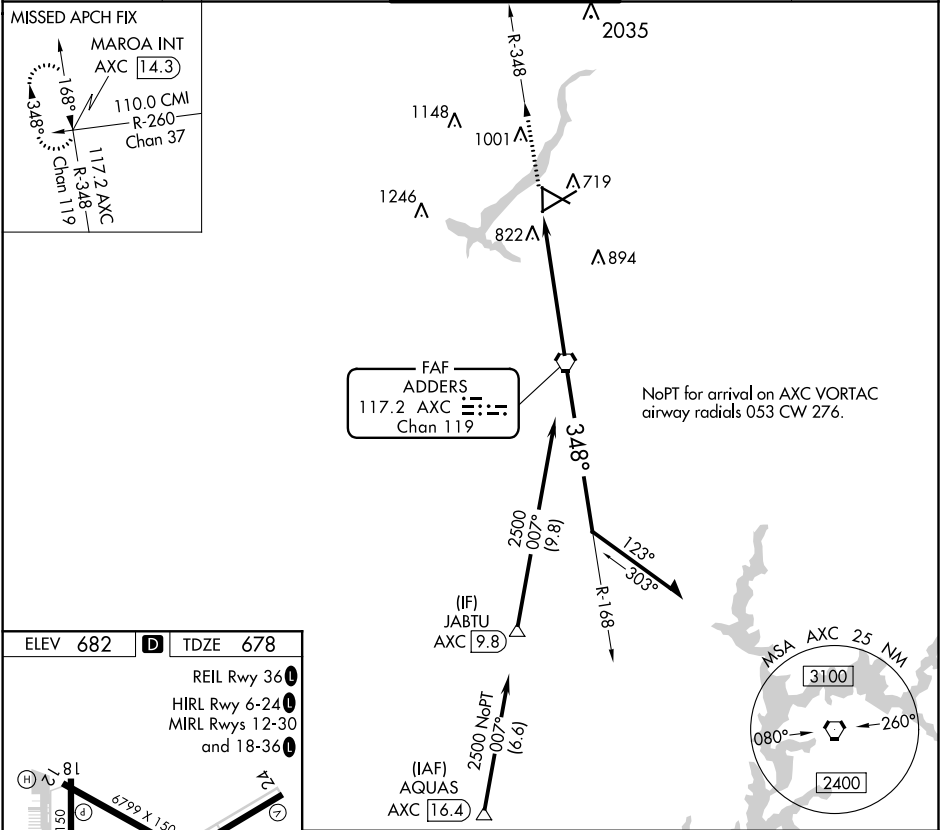 MISSED APCH FIX
MAROA INT
AXC 14.3
168°
348°
110.0 CMI
R-260
Chan 37
117.2 AXC
R-348
Chan 119
R-348
2035
1148
1001
719
1246
822
894
FAF
ADDERS
117.2 AXC
Chan 119
NoPT for arrival on AXC VORTAC
airway radials 053 CW 276.
348°
2500
007°
(9.8)
123°
303°
R-168
(IF)
JABTU
AXC 9.8
2500 NoPT
007°
(6.6)
(IAF)
AQUAS
AXC 16.4
MSA AXC 25 NM
3100
080°
260°
2400
ELEV 682 D TDZE 678
REIL Rwy 36 L
HIRL Rwy 6-24 L
MIRL Rwys 12-30
and 18-36 L
H
12
18
24
P
V
6799 X 150
150